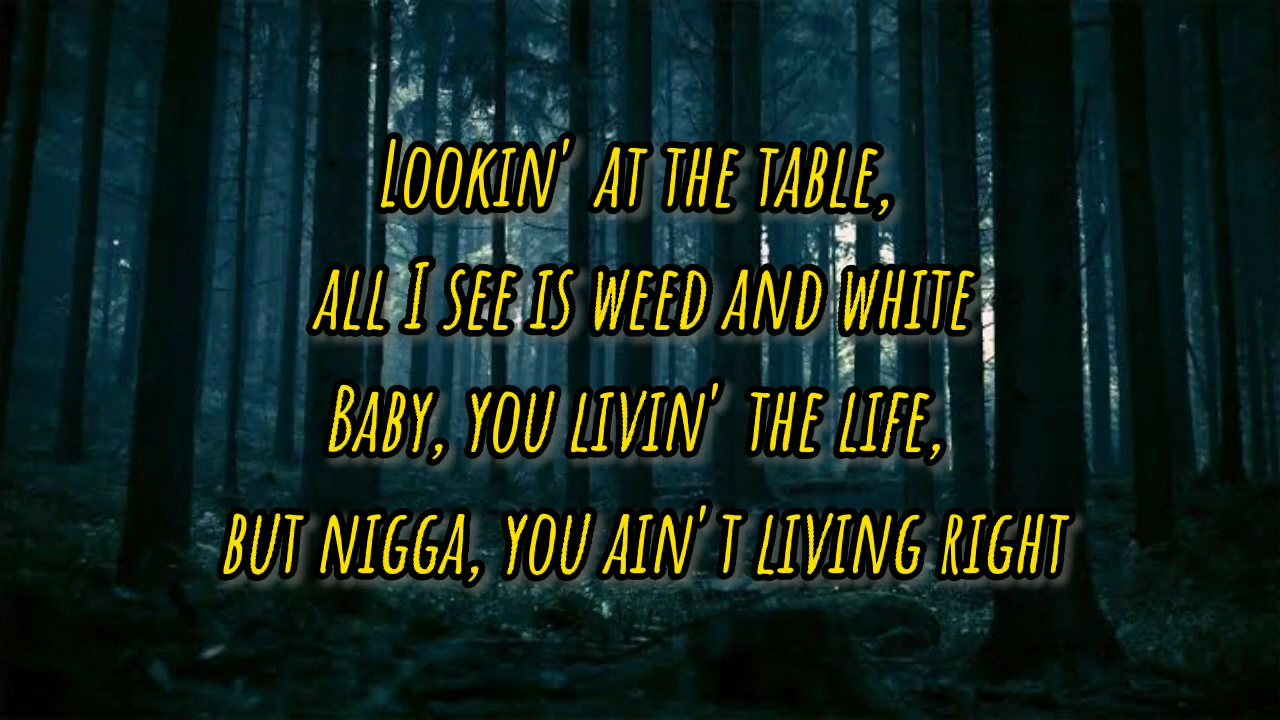 Lookin' at the table,
all I see is weed and white
Baby, you livin' the life,
but nigga, you ain't living right